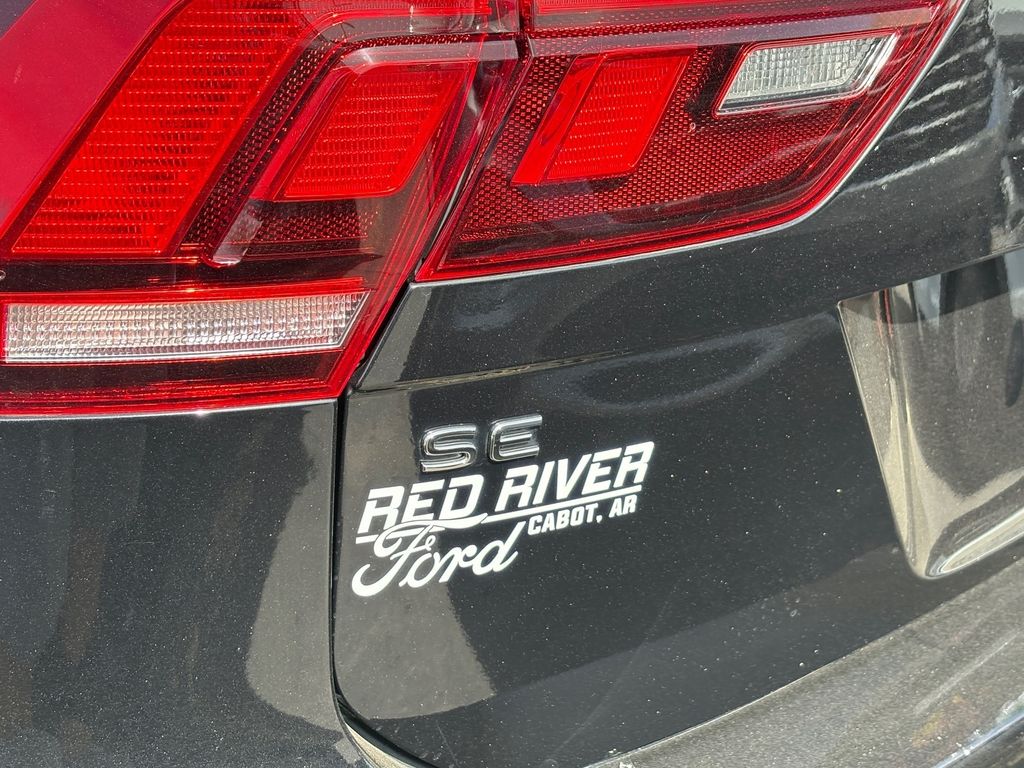 SE
RED RIVER
CABOT, AR
Ford